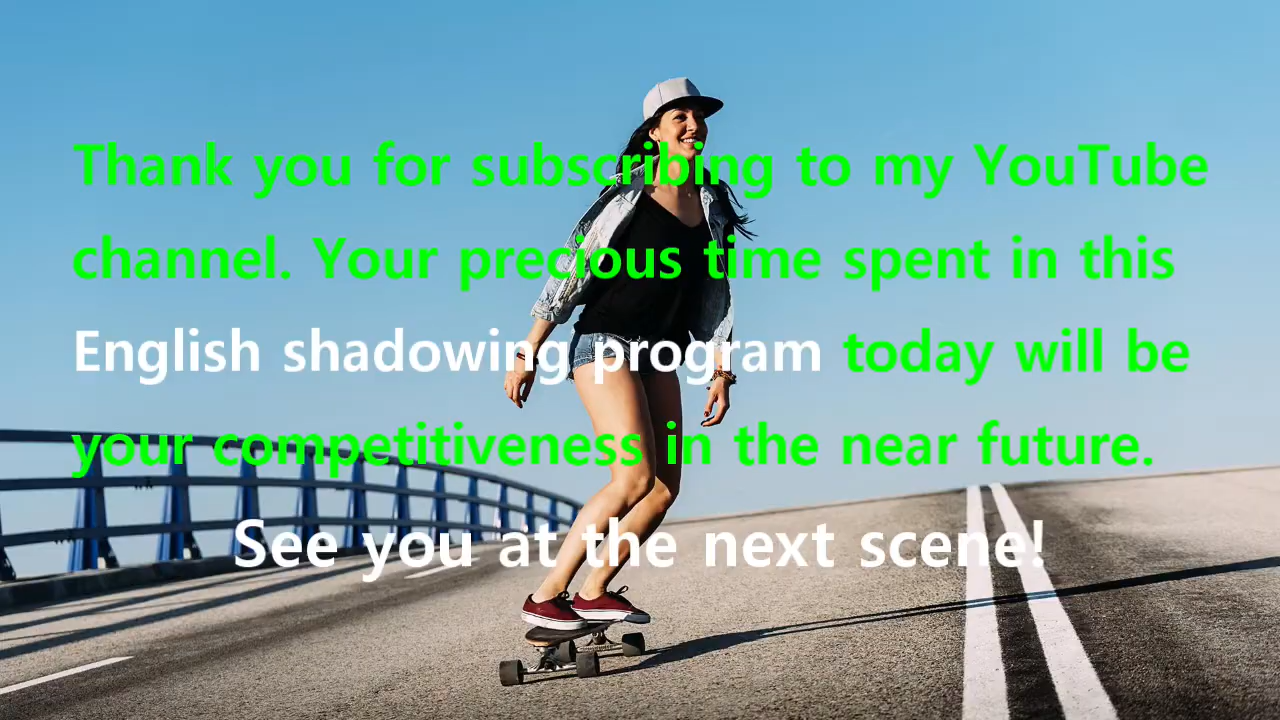 Thank you for subscribing to my YouTube
channel. Your precious time spent in this
English shadowing program today will be
your competitiveness in the near future.
See you at the next scene!